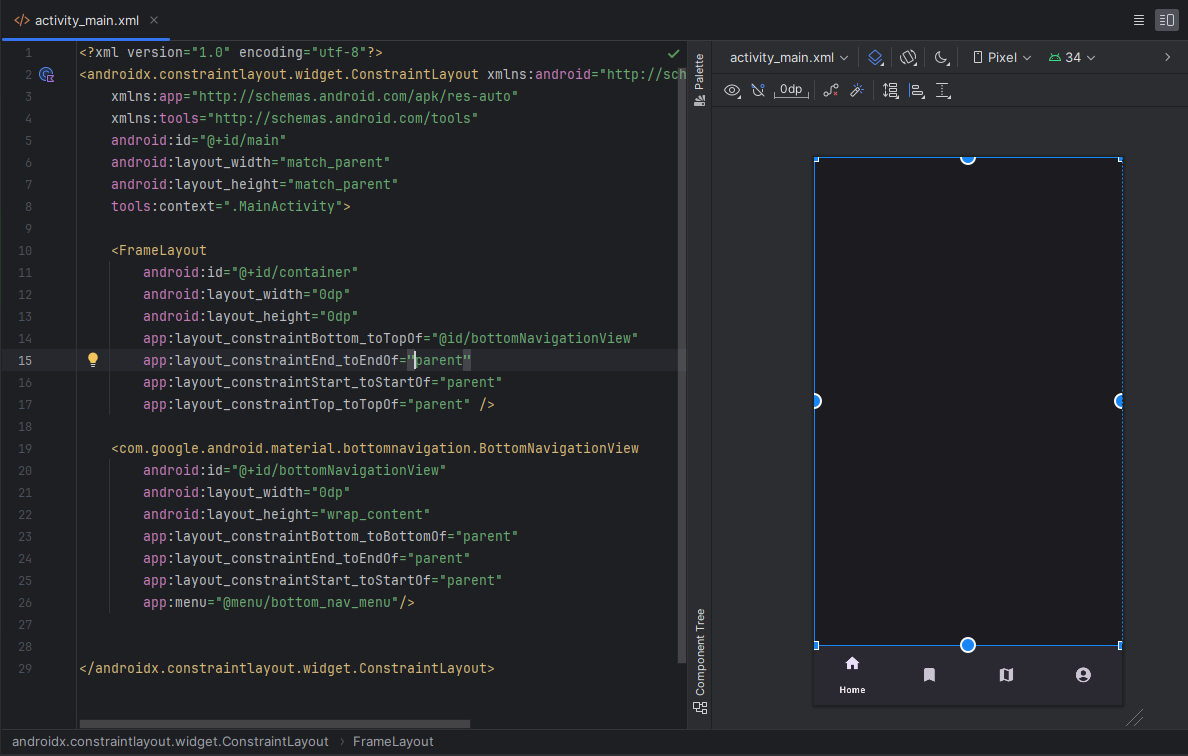 activity_main.xml
1 <?xml version="1.0" encoding="utf-8"?>
2 <androidx.constraintlayout.widget.ConstraintLayout xmlns:android="http://sch
3 xmlns:app="http://schemas.android.com/apk/res-auto"
4 xmlns:tools="http://schemas.android.com/tools"
5 android:id="@+id/main"
6 android:layout_width="match_parent"
7 android:layout_height="match_parent"
8 tools:context=".MainActivity">
9
10 <FrameLayout
11 android:id="@+id/container"
12 android:layout_width="0dp"
13 android:layout_height="0dp"
14 app:layout_constraintBottom_toTopOf="@id/bottomNavigationView"
15 app:layout_constraintEnd_toEndOf="parent"
16 app:layout_constraintStart_toStartOf="parent"
17 app:layout_constraintTop_toTopOf="parent" />
18
19 <com.google.android.material.bottomnavigation.BottomNavigationView
20 android:id="@+id/bottomNavigationView"
21 android:layout_width="0dp"
22 android:layout_height="wrap_content"
23 app:layout_constraintBottom_toBottomOf="parent"
24 app:layout_constraintEnd_toEndOf="parent"
25 app:layout_constraintStart_toStartOf="parent"
26 app:menu="@menu/bottom_nav_menu"/>
27
28
29 </androidx.constraintlayout.widget.ConstraintLayout>
Palette
Component Tree
activity_main.xml
Pixel
34
0dp
Home
androidx.constraintlayout.widget.ConstraintLayout › FrameLayout